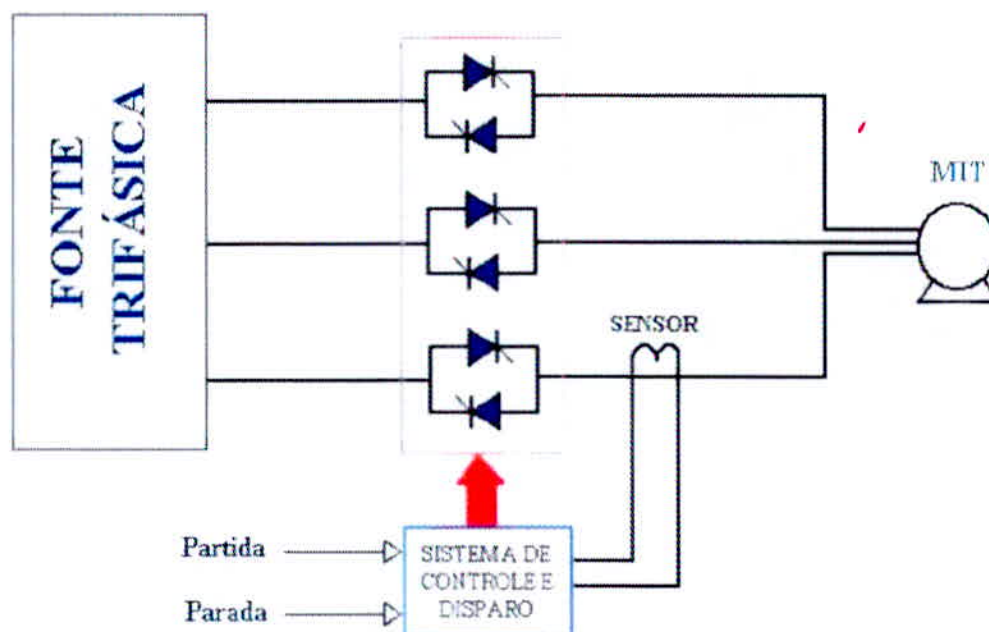 FONTE
TRIFÁSICA
MIT
SENSOR
Partida
Parada
SISTEMA DE
CONTROLE E
DISPARO